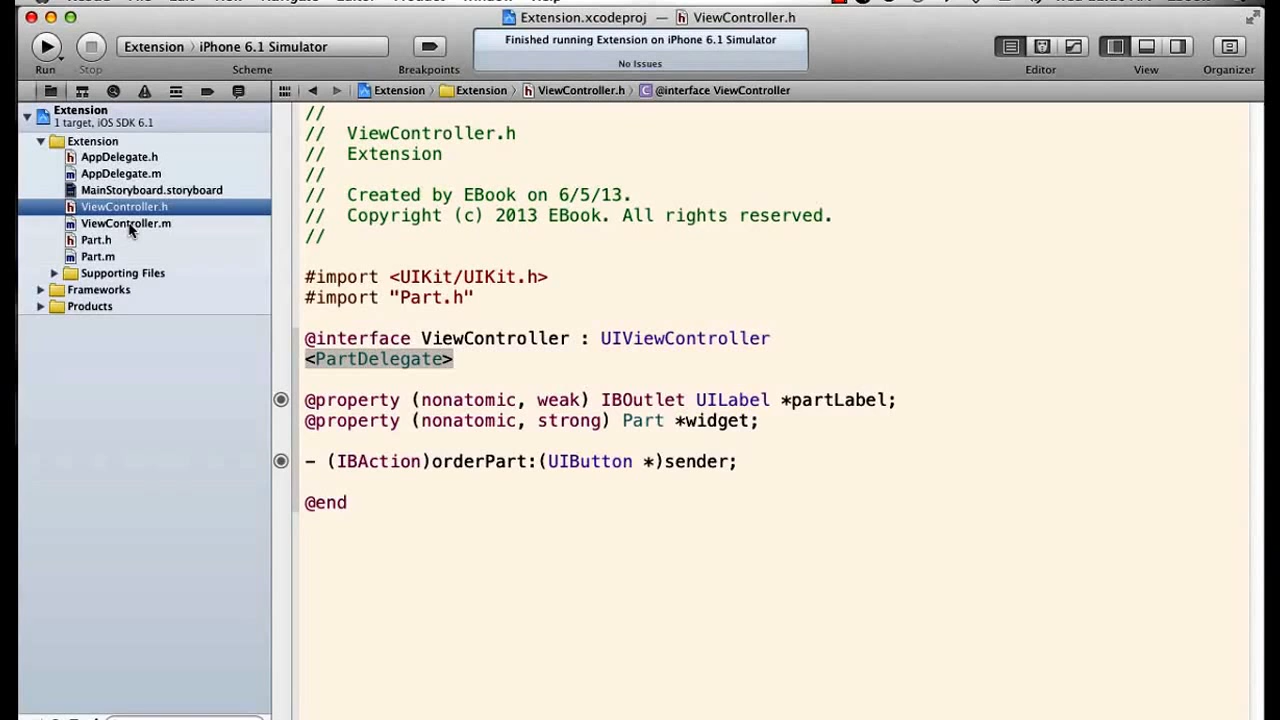 Extension.xcodeproj — ViewController.h
Run
Stop
Extension › iPhone 6.1 Simulator
Scheme
Breakpoints
Finished running Extension on iPhone 6.1 Simulator
No Issues
Editor
View
Organizer
Extension › Extension › ViewController.h › @interface ViewController
Extension
1 target, iOS SDK 6.1
Extension
AppDelegate.h
AppDelegate.m
MainStoryboard.storyboard
ViewController.h
ViewController.m
Part.h
Part.m
Supporting Files
Frameworks
Products
//
// ViewController.h
// Extension
//
// Created by EBook on 6/5/13.
// Copyright (c) 2013 EBook. All rights reserved.
//
#import <UIKit/UIKit.h>
#import "Part.h"
@interface ViewController : UIViewController
<PartDelegate>
@property (nonatomic, weak) IBOutlet UILabel *partLabel;
@property (nonatomic, strong) Part *widget;
- (IBAction)orderPart:(UIButton *)sender;
@end